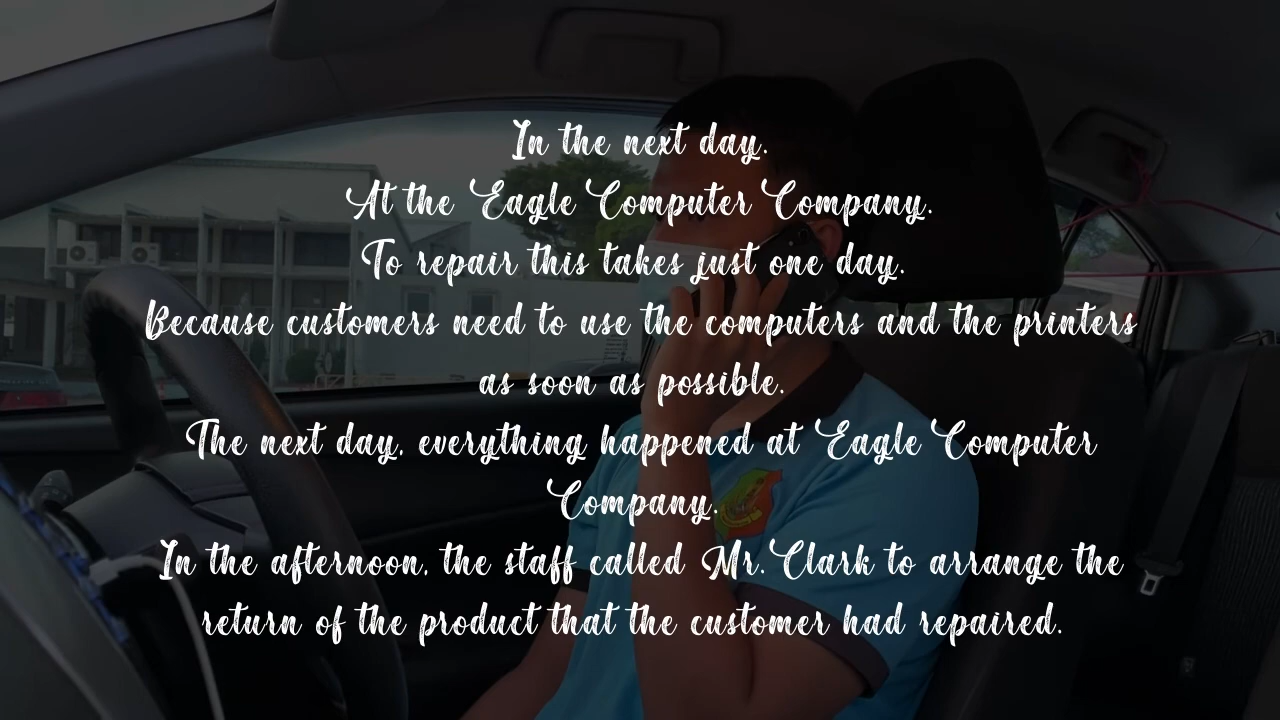 In the next day.
At the Eagle Computer Company.
To repair this takes just one day.
Because customers need to use the computers and the printers
as soon as possible.
The next day, everything happened at Eagle Computer
Company.
In the afternoon, the staff called Mr. Clark to arrange the
return of the product that the customer had repaired.